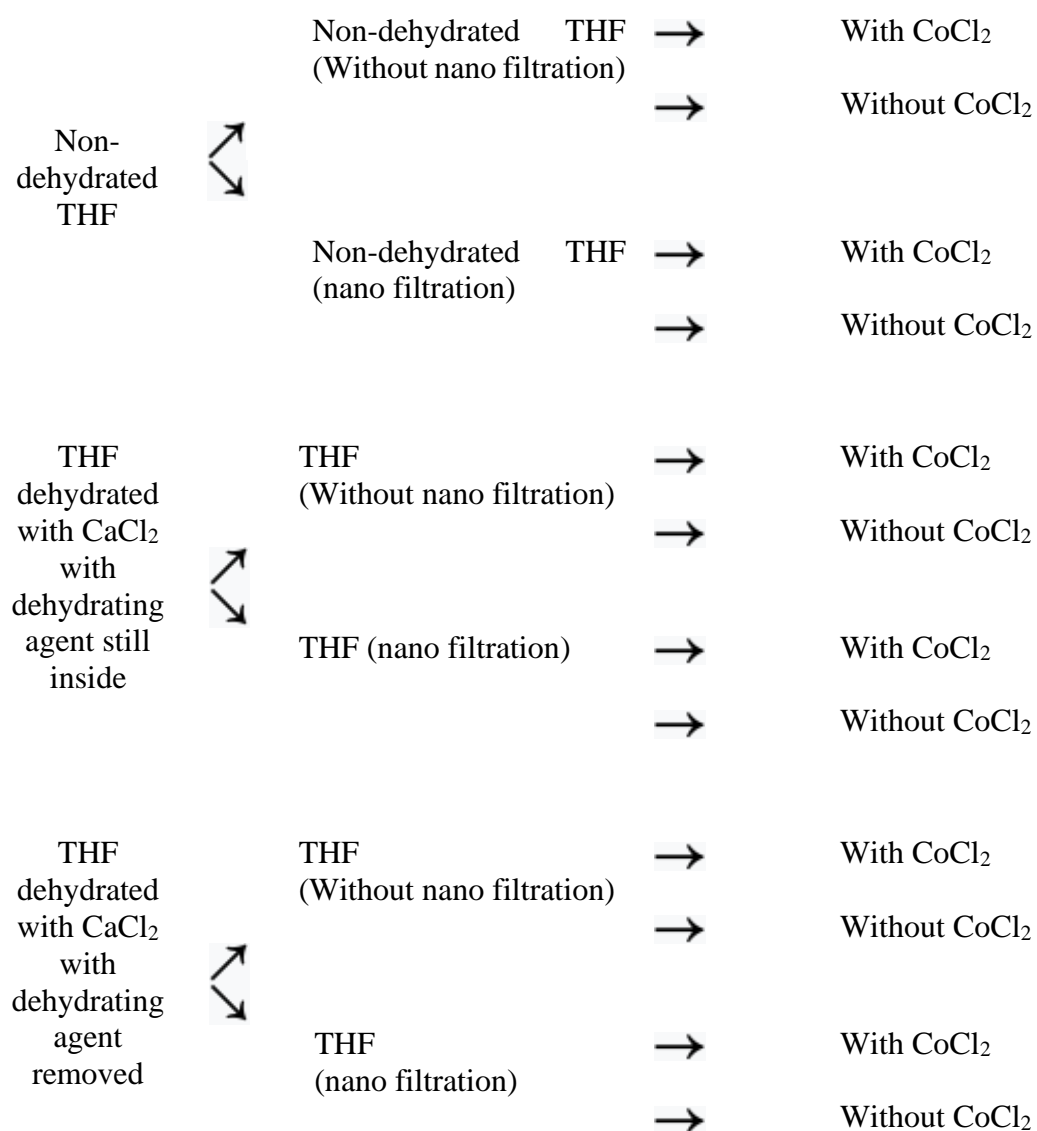 Non-dehydrated THF → With CoCl₂
(Without nano filtration)
→ Without CoCl₂
Non-
dehydrated
THF
Non-dehydrated THF → With CoCl₂
(nano filtration)
→ Without CoCl₂
THF
dehydrated
with CaCl₂
with
dehydrating
agent still
inside
THF → With CoCl₂
(Without nano filtration)
→ Without CoCl₂
THF (nano filtration) → With CoCl₂
→ Without CoCl₂
THF
dehydrated
with CaCl₂
with
dehydrating
agent
removed
THF → With CoCl₂
(Without nano filtration)
→ Without CoCl₂
THF → With CoCl₂
(nano filtration)
→ Without CoCl₂